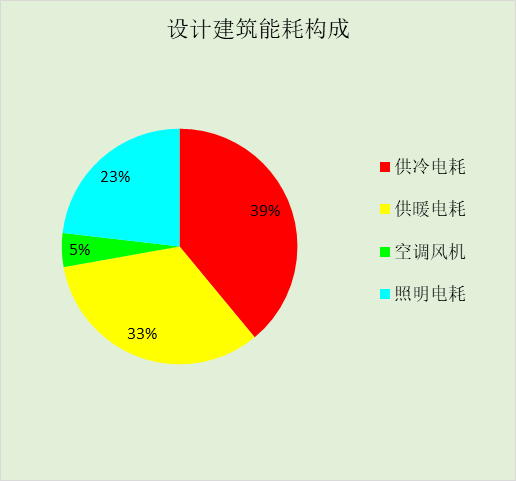 设计建筑能耗构成
23%
39%
5%
33%
供冷电耗
供暖电耗
空调风机
照明电耗